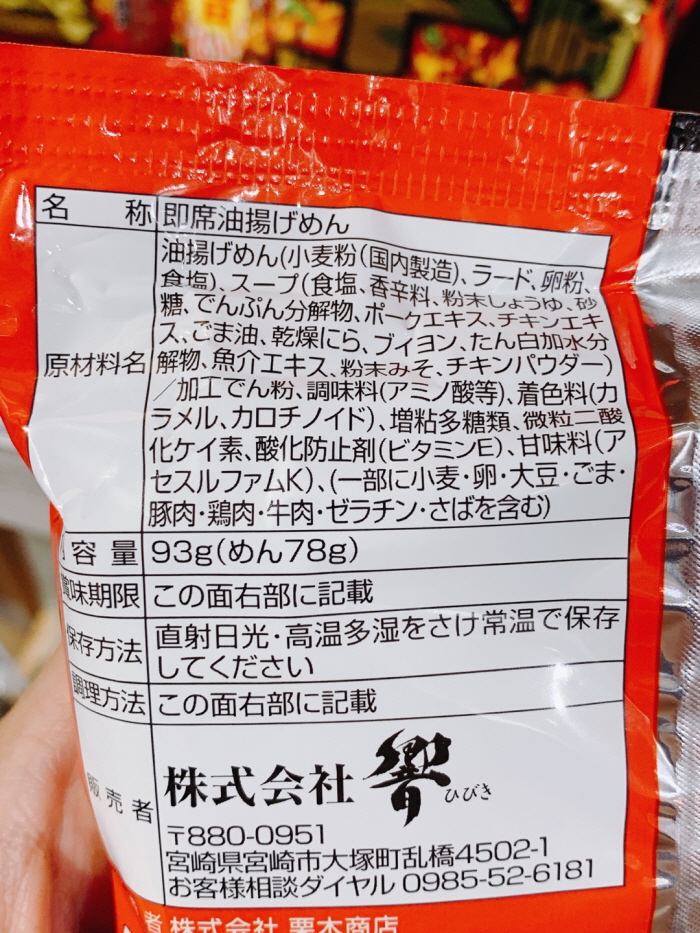 名称 即席油揚げめん
原材料名 油揚げめん(小麦粉(国内製造)、ラード、卵粉、
食塩)、スープ(食塩、香辛料、粉末しょうゆ、砂
糖、でんぷん分解物、ポークエキス、チキンエキ
ス、ごま油、乾燥にら、ブイヨン、たん白加水分
解物、魚介エキス、粉末みそ、チキンパウダー)
/加工でん粉、調味料(アミノ酸等)、着色料(カ
ラメル、カロチノイド)、増粘多糖類、微粒二酸
化ケイ素、酸化防止剤(ビタミンE)、甘味料(ア
セスルファムK)、(一部に小麦・卵・大豆・ごま・
豚肉・鶏肉・牛肉・ゼラチン・さばを含む)
内容量 93g(めん78g)
賞味期限 この面右部に記載
保存方法 直射日光・高温多湿をさけ常温で保存
してください
調理方法 この面右部に記載
販売者 株式会社 響 ひびき
〒880-0951
宮崎県宮崎市大塚町乱橋4502-1
お客様相談ダイヤル 0985-52-6181
者 株式会社 栗木商店